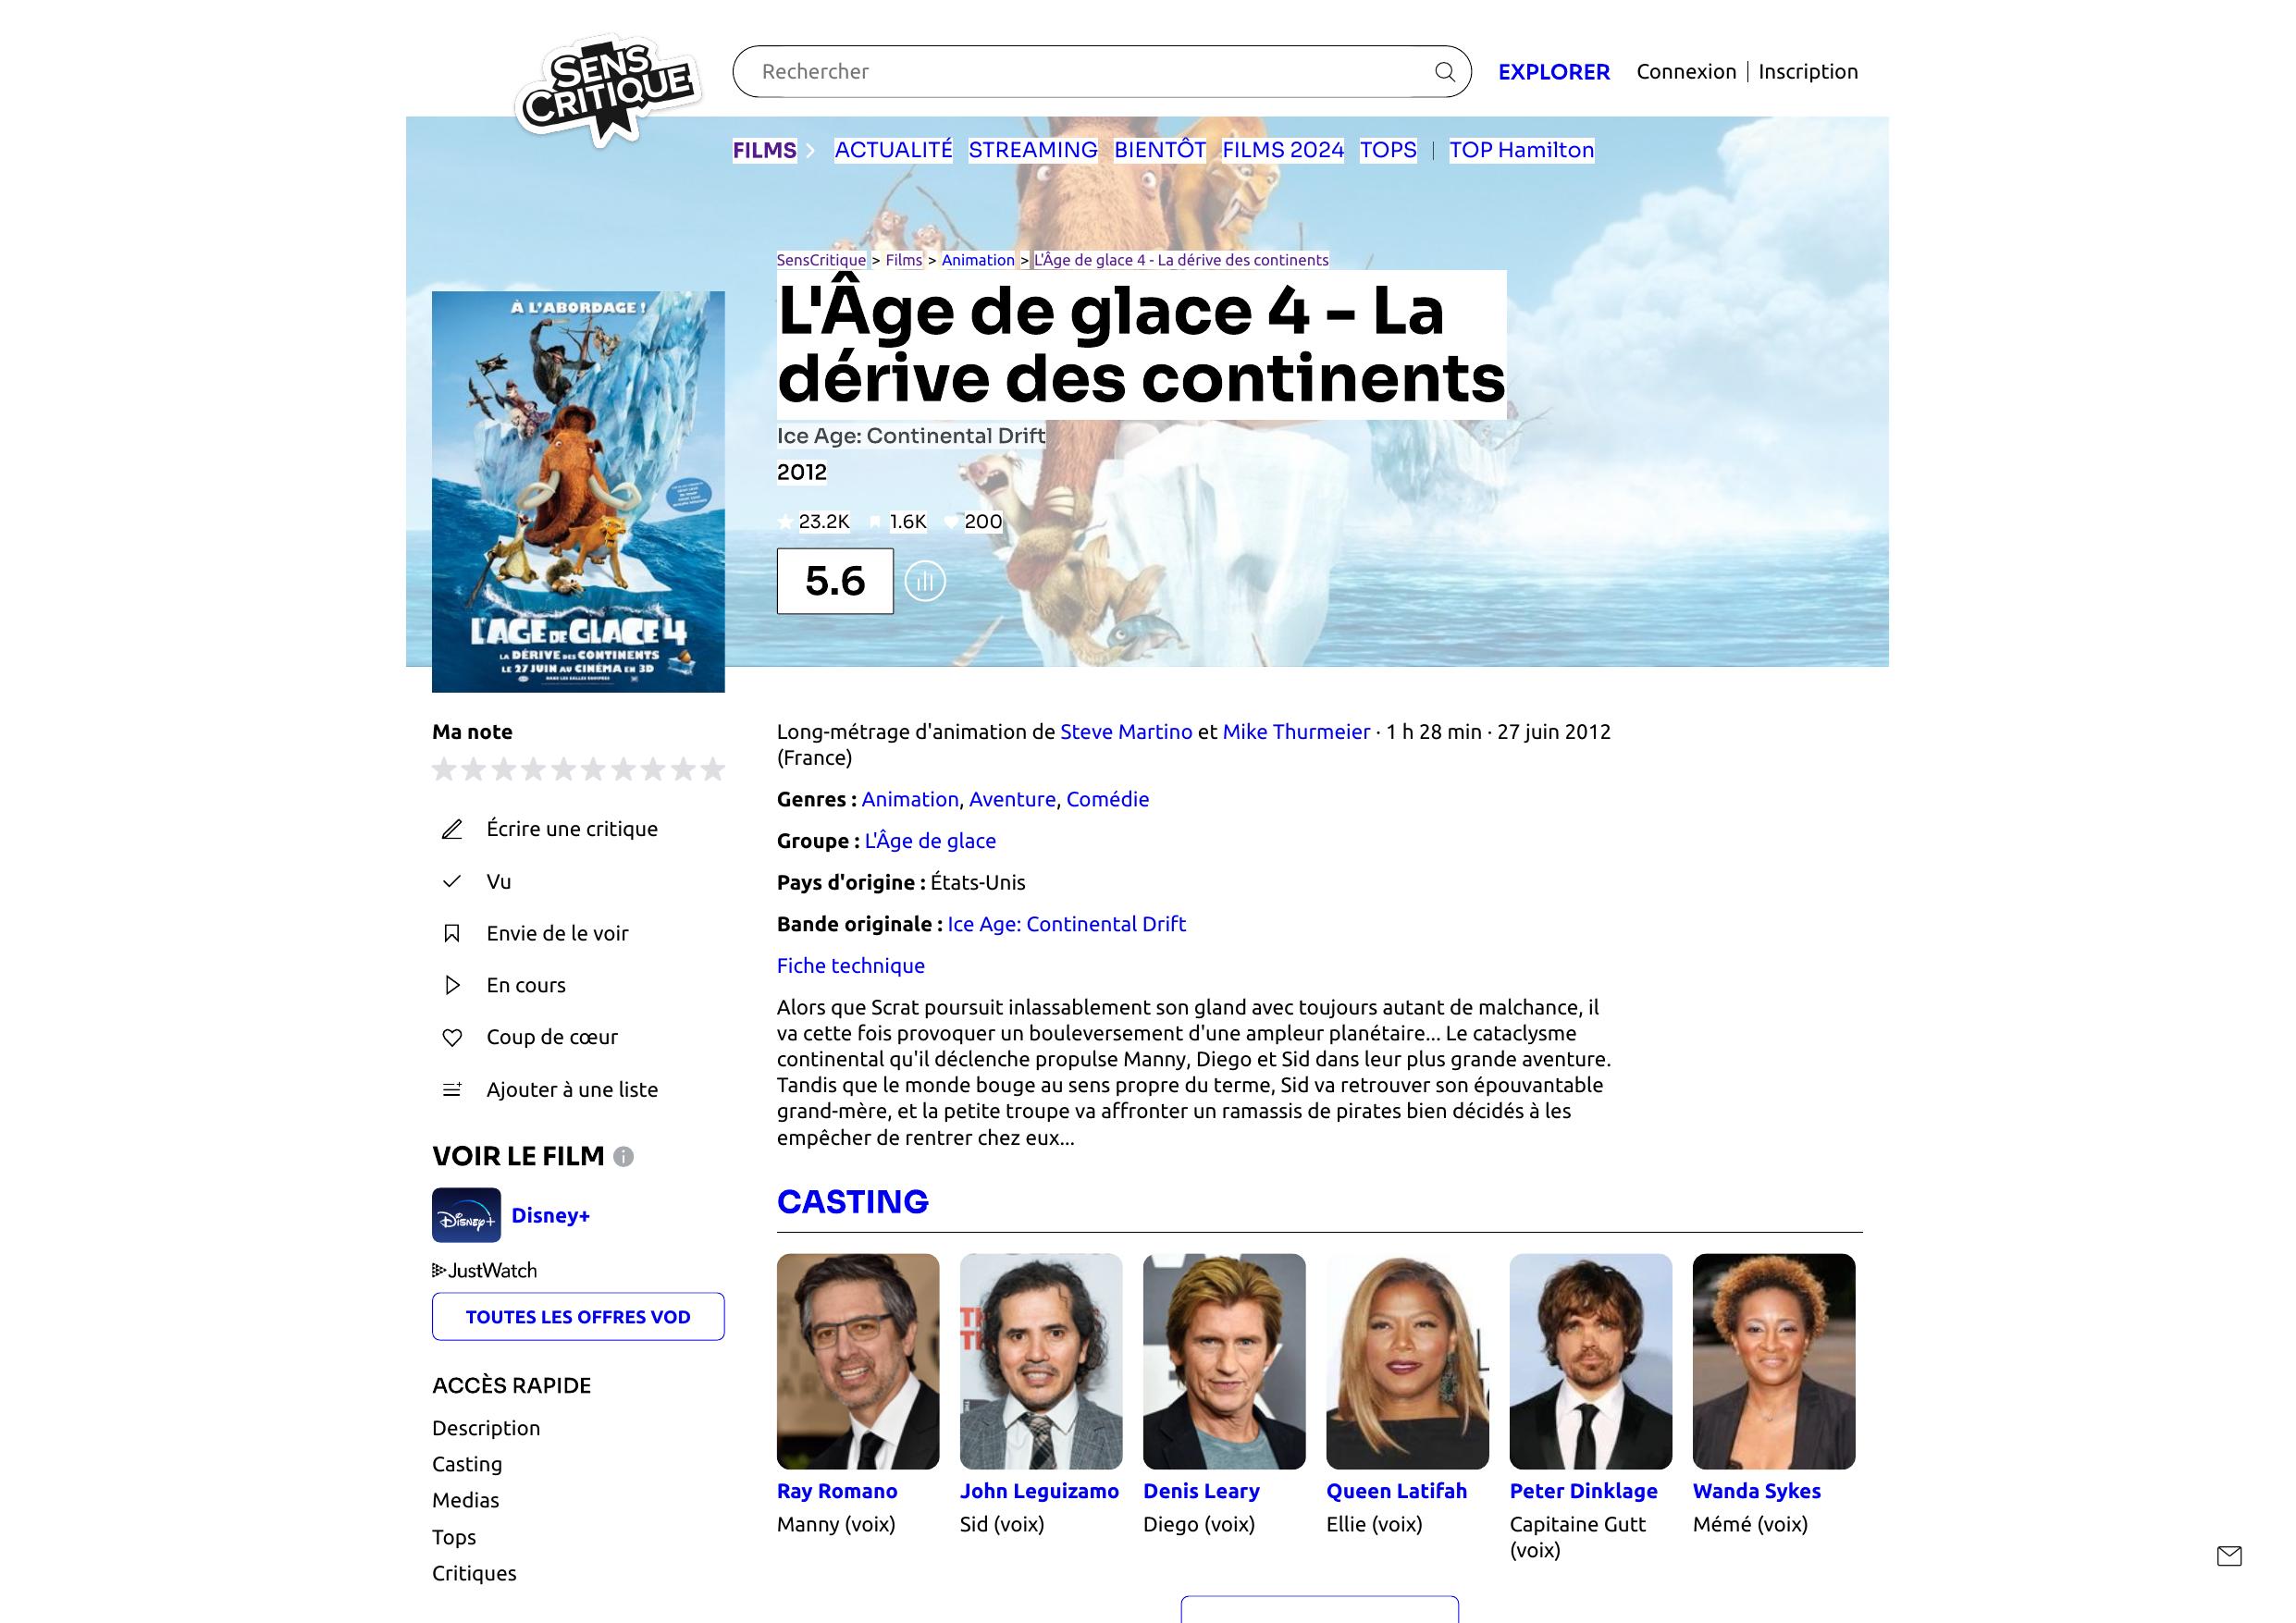 SENS
CRITIQUE
Rechercher
EXPLORER
Connexion | Inscription
FILMS
ACTUALITÉ
STREAMING
BIENTÔT
FILMS 2024
TOPS
| TOP Hamilton
SensCritique > Films > Animation > L'Âge de glace 4 - La dérive des continents
L'Âge de glace 4 - La
dérive des continents
Ice Age: Continental Drift
2012
23.2K
1.6K
200
5.6
À L'ABORDAGE !
L'AGE DE GLACE 4
LA DÉRIVE DES CONTINENTS
LE 27 JUIN AU CINÉMA EN 3D
Ma note
Écrire une critique
Vu
Envie de le voir
En cours
Coup de cœur
Ajouter à une liste
VOIR LE FILM
Disney+
Disney+
JustWatch
TOUTES LES OFFRES VOD
ACCÈS RAPIDE
Description
Casting
Medias
Tops
Critiques
Long-métrage d'animation de Steve Martino et Mike Thurmeier · 1 h 28 min · 27 juin 2012
(France)
Genres : Animation, Aventure, Comédie
Groupe : L'Âge de glace
Pays d'origine : États-Unis
Bande originale : Ice Age: Continental Drift
Fiche technique
Alors que Scrat poursuit inlassablement son gland avec toujours autant de malchance, il
va cette fois provoquer un bouleversement d'une ampleur planétaire... Le cataclysme
continental qu'il déclenche propulse Manny, Diego et Sid dans leur plus grande aventure.
Tandis que le monde bouge au sens propre du terme, Sid va retrouver son épouvantable
grand-mère, et la petite troupe va affronter un ramassis de pirates bien décidés à les
empêcher de rentrer chez eux...
CASTING
Ray Romano
Manny (voix)
John Leguizamo
Sid (voix)
Denis Leary
Diego (voix)
Queen Latifah
Ellie (voix)
Peter Dinklage
Capitaine Gutt
(voix)
Wanda Sykes
Mémé (voix)